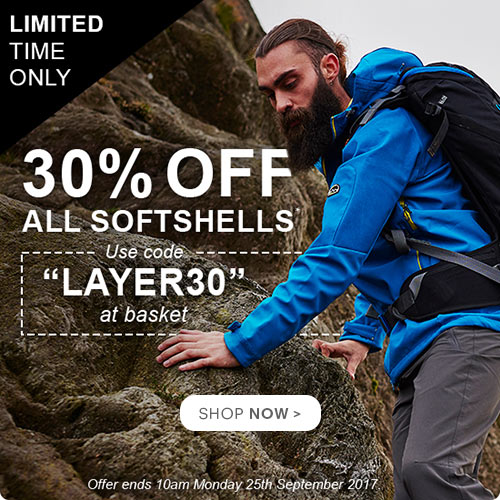 LIMITED
TIME
ONLY
30% OFF
ALL SOFTSHELLS*
Use code
“LAYER30”
at basket
SHOP NOW >
Offer ends 10am Monday 25th September 2017